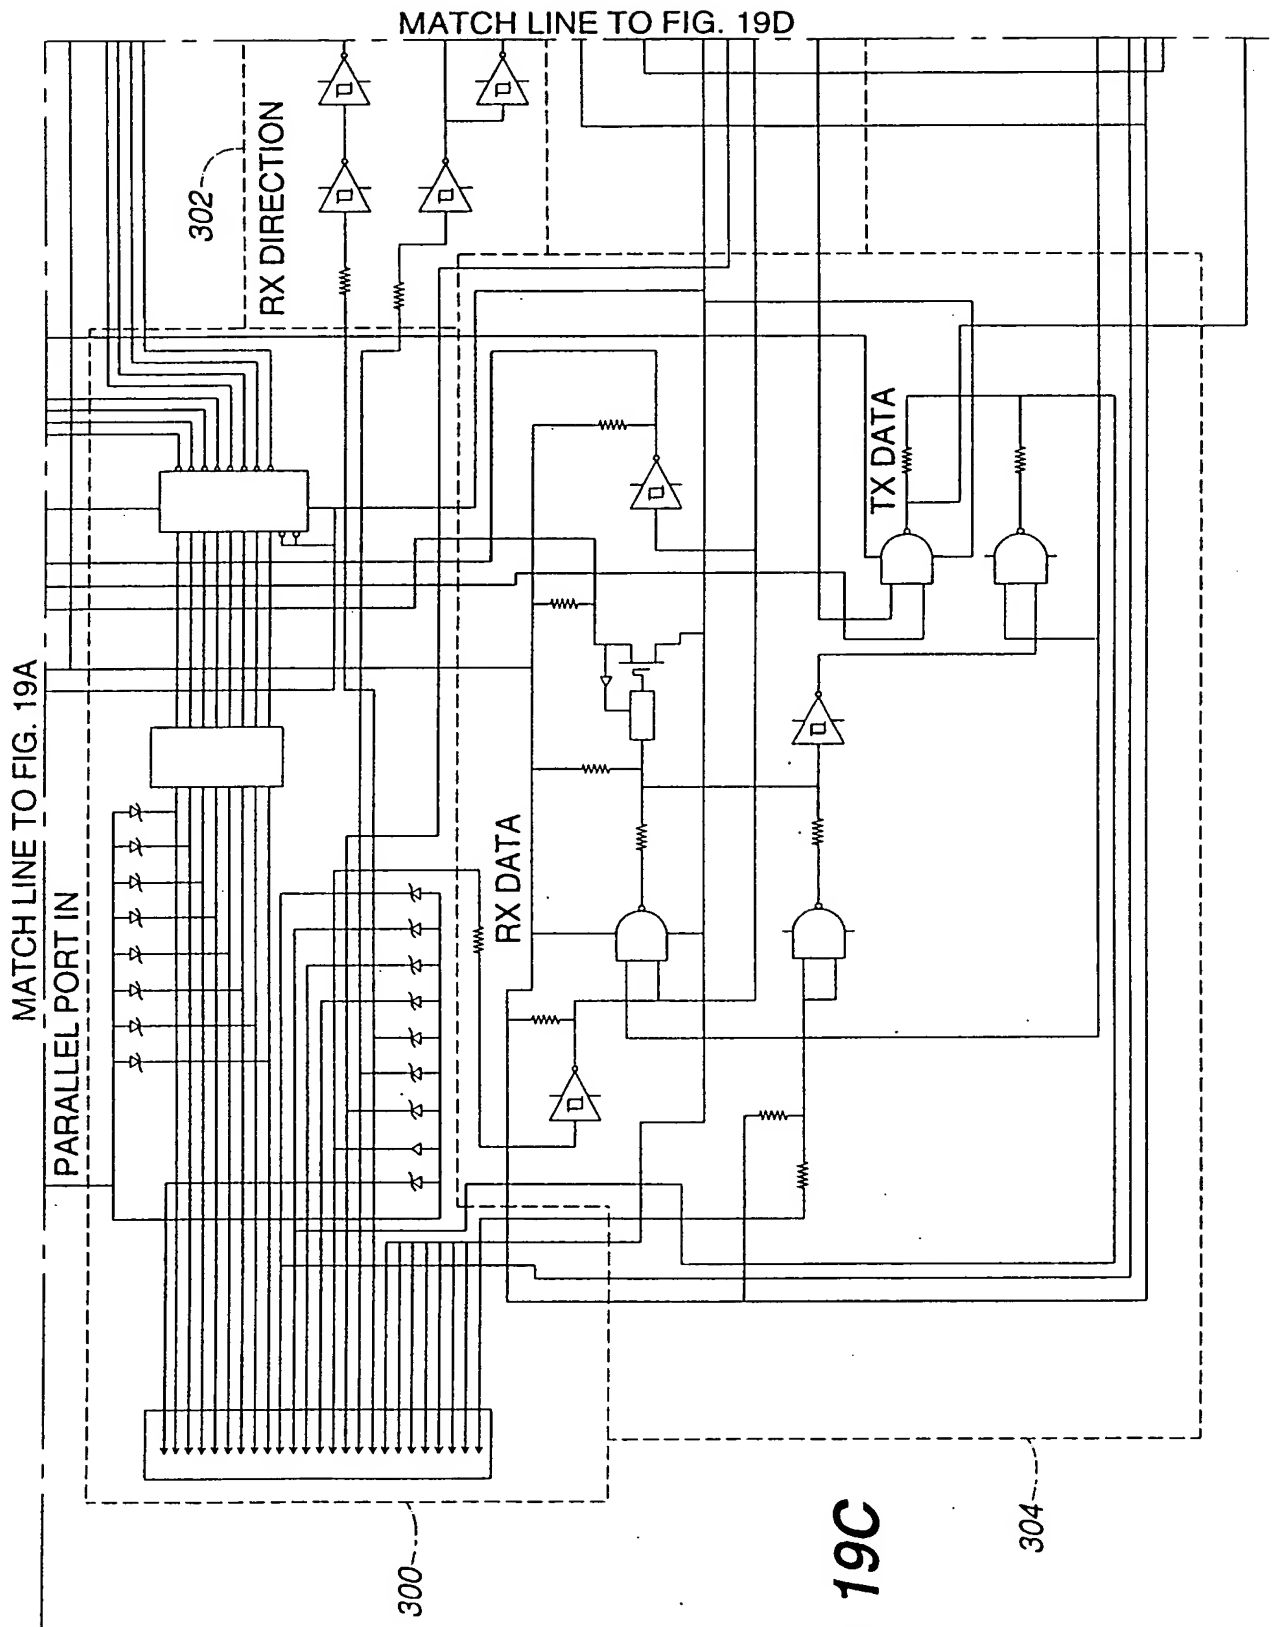 MATCH LINE TO FIG. 19D
MATCH LINE TO FIG. 19A
PARALLEL PORT IN
302
RX DIRECTION
RX DATA
TX DATA
300
304
19C